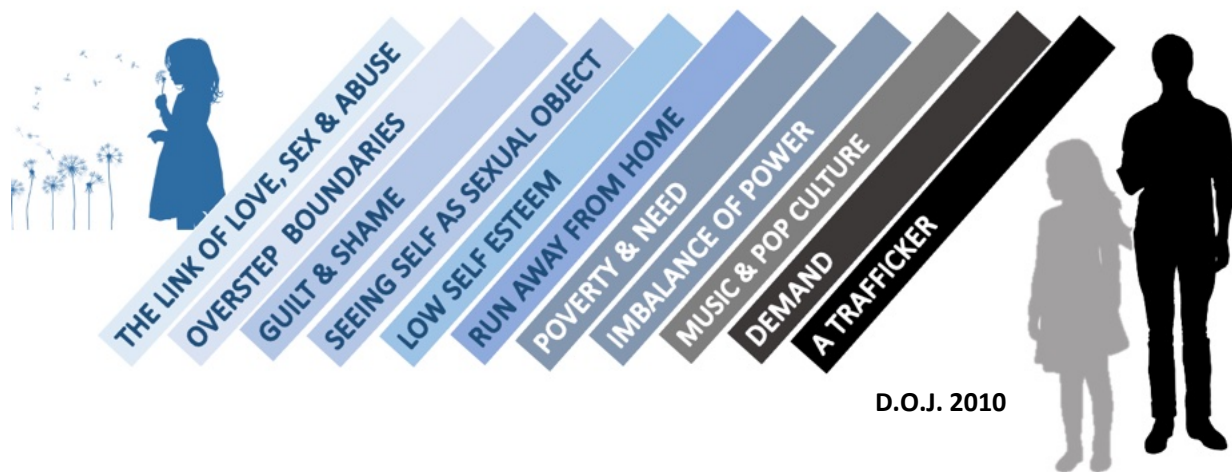 THE LINK OF LOVE, SEX & ABUSE
OVERSTEP BOUNDARIES
GUILT & SHAME
SEEING SELF AS SEXUAL OBJECT
LOW SELF ESTEEM
RUN AWAY FROM HOME
POVERTY & NEED
IMBALANCE OF POWER
MUSIC & POP CULTURE
DEMAND
A TRAFFICKER
D.O.J. 2010